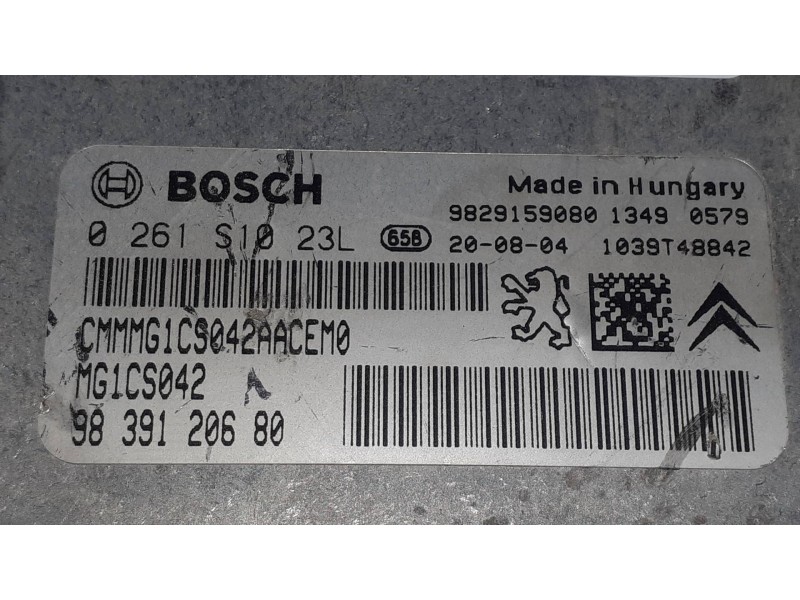 BOSCH
Made in Hungary
9829159080 1349 0579
0 261 S10 23L 658 20-08-04 1039T48842
CMMMG1CS042AACEM0
MG1CS042 A
98 391 206 80